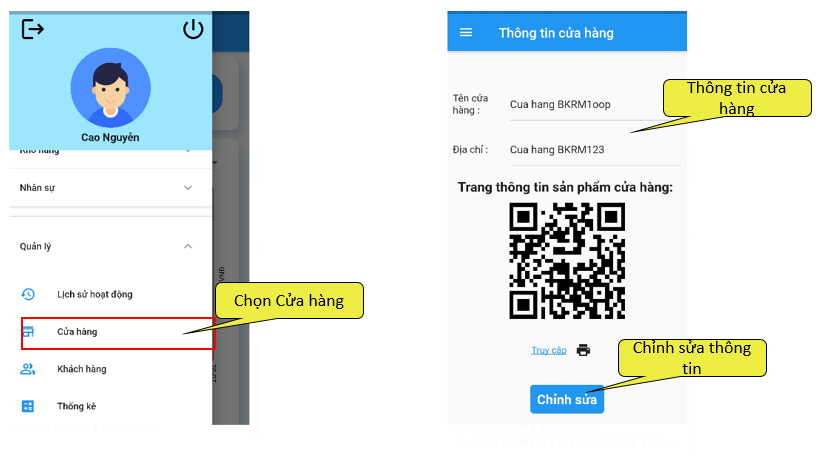 Cao Nguyên
Kho hàng
Nhân sự
Quản lý
Lịch sử hoạt động
Cửa hàng
Khách hàng
Thống kê
VNĐ
Chọn Cửa hàng
Thông tin cửa hàng
Tên cửa
hàng :
Cua hang BKRM1oop
Địa chỉ :
Cua hang BKRM123
Thông tin cửa
hàng
Trang thông tin sản phẩm cửa hàng:
Truy cập
Chỉnh sửa thông
tin
Chỉnh sửa